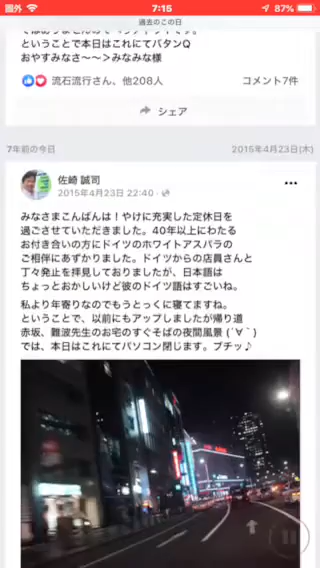 圏外 7:15 87%
過去のこの日
ということで本日はこれにてバタンQ
おやすみなさ〜〜>みなみな様
流石流行さん、他208人 コメント7件
シェア
7年前の今日 2015年4月23日(木)
佐崎 誠司
2015年4月23日 22:40
みなさまこんばんは！やけに充実した定休日を
過ごさせていただきました。40年以上にわたる
お付き合いの方にドイツのホワイトアスパラの
ご相伴にあずかりました。ドイツからの店員さんと
丁々発止を拝見しておりましたが、日本語は
ちょっとおかしいけど彼のドイツ語はすごいね。
私より年寄りなのでもうとっくに寝てますね。
ということで、以前にもアップしましたが帰り道
赤坂、難波先生のお宅のすぐそばの夜間風景 (´∀｀)
では、本日はこれにてパソコン閉じます。プチッ♪